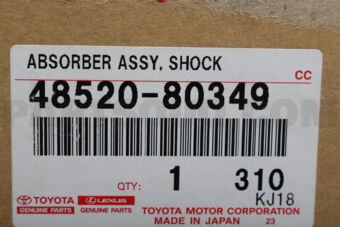 ABSORBER ASSY, SHOCK
CC
48520-80349
QTY: 1 310
KJ18
TOYOTA LEXUS
GENUINE PARTS GENUINE PARTS
TOYOTA MOTOR CORPORATION
MADE IN JAPAN 23